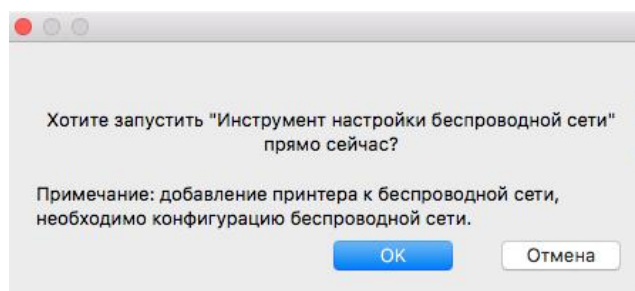 Хотите запустить "Инструмент настройки беспроводной сети"
прямо сейчас?
Примечание: добавление принтера к беспроводной сети,
необходимо конфигурацию беспроводной сети.
OK
Отмена